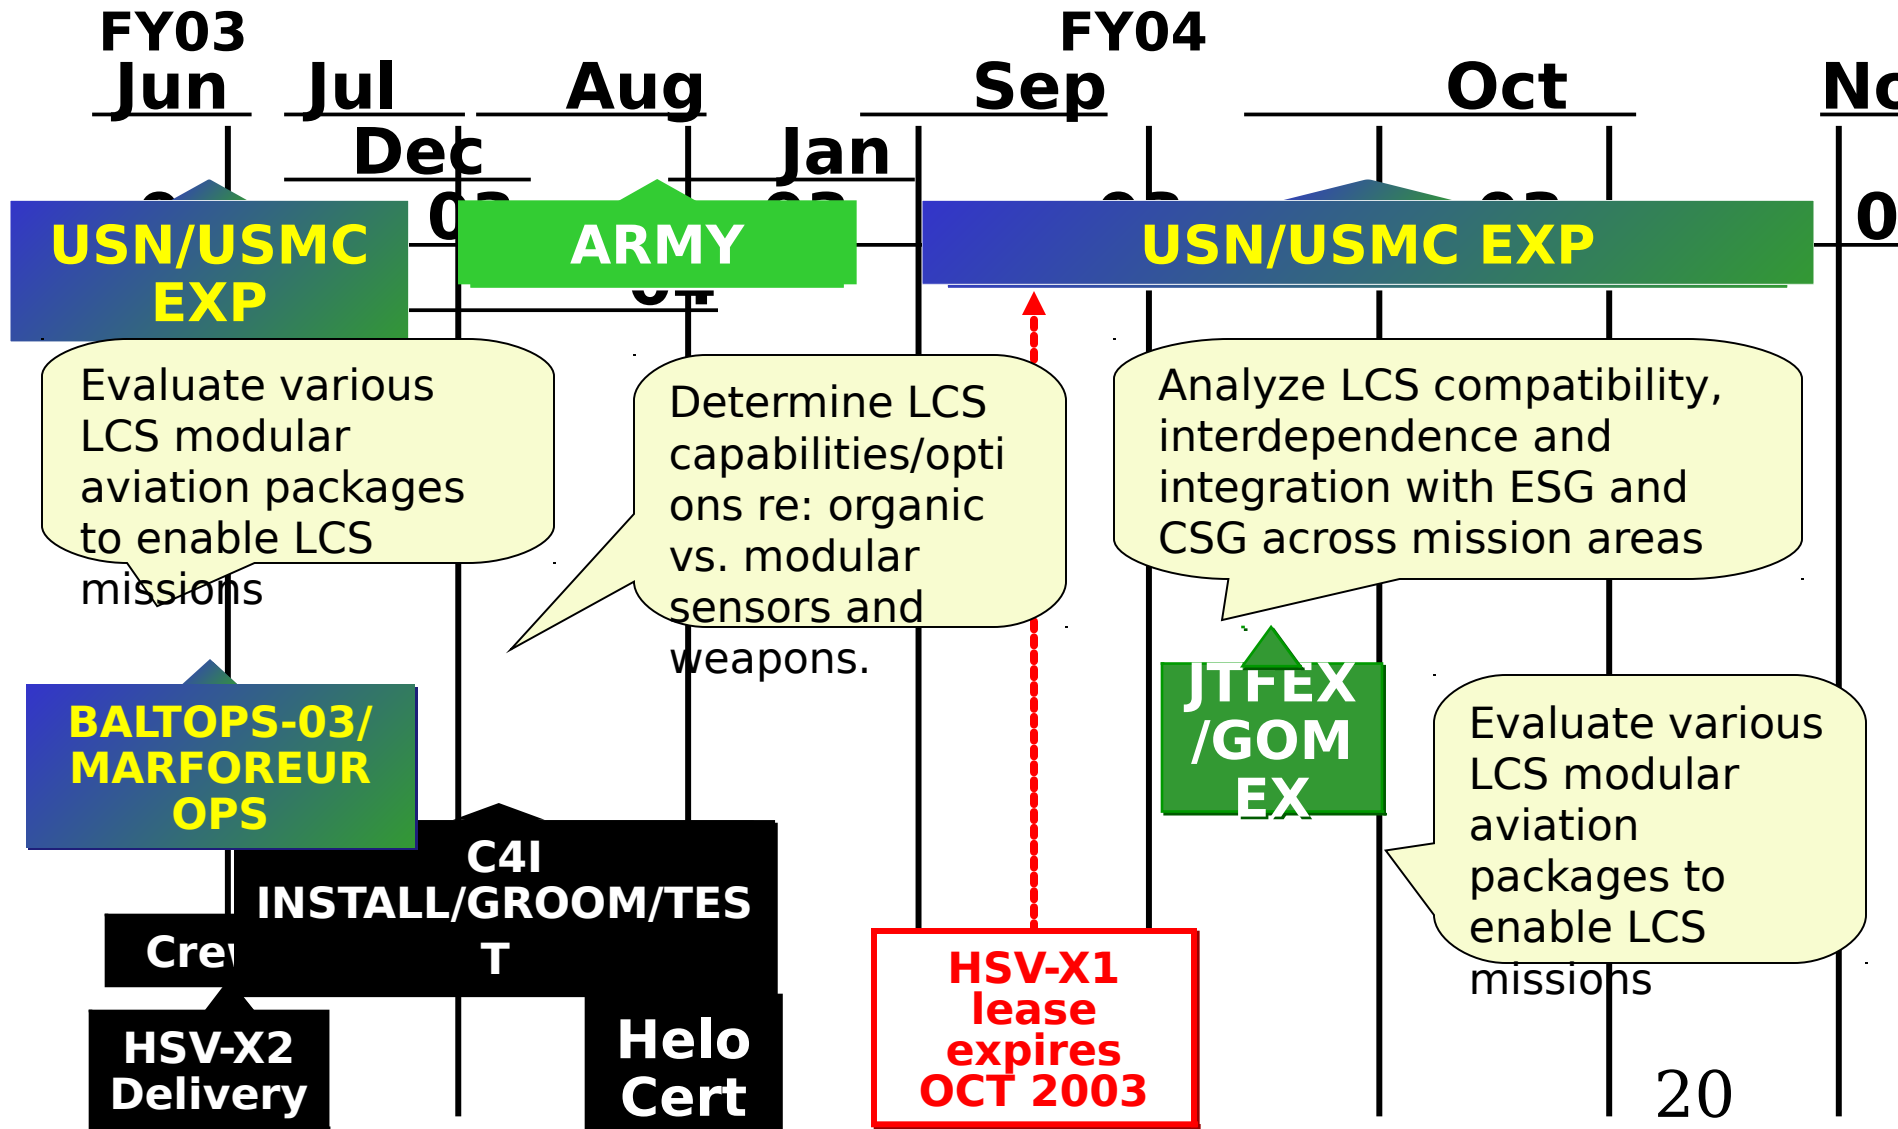 FY03 FY04
Jun Jul Aug Sep Oct
Dec Jan
USN/USMC
EXP
ARMY
USN/USMC EXP
Evaluate various
LCS modular
aviation packages
to enable LCS
missions
Determine LCS
capabilities/opti
ons re: organic
vs. modular
sensors and
weapons.
Analyze LCS compatibility,
interdependence and
integration with ESG and
CSG across mission areas
BALTOPS-03/
MARFOREUR
OPS
JTFEX
/GOM
EX
Evaluate various
LCS modular
aviation
packages to
enable LCS
missions
C4I
INSTALL/GROOM/TES
T
HSV-X2
Delivery
Helo
Cert
HSV-X1
lease
expires
OCT 2003
20